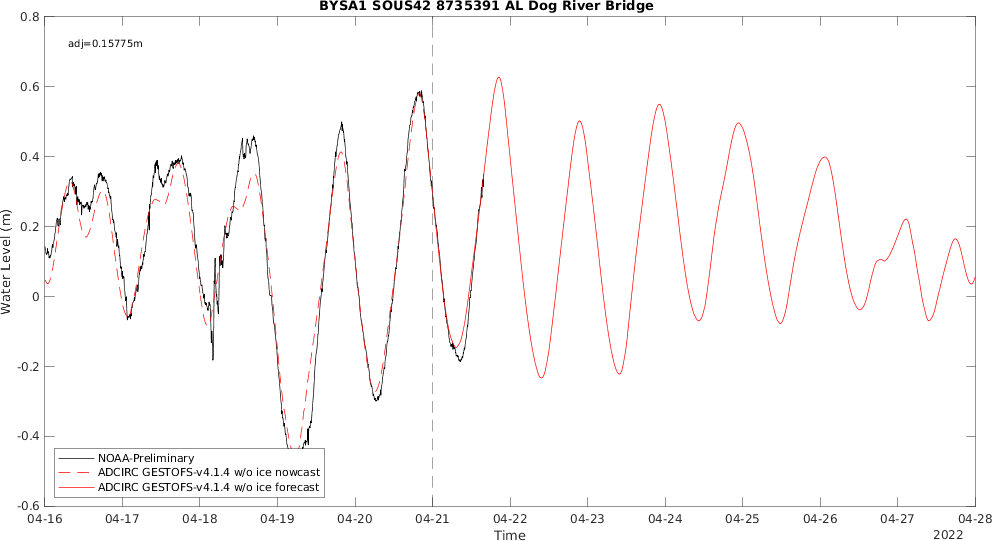 BYSA1 SOUS42 8735391 AL Dog River Bridge
0.8
adj=0.15775m
0.6
0.4
0.2
0
-0.2
-0.4
-0.6
Water Level (m)
NOAA-Preliminary
ADCIRC GESTOFS-v4.1.4 w/o ice nowcast
ADCIRC GESTOFS-v4.1.4 w/o ice forecast
04-16 04-17 04-18 04-19 04-20 04-21 04-22 04-23 04-24 04-25 04-26 04-27 04-28
Time
2022